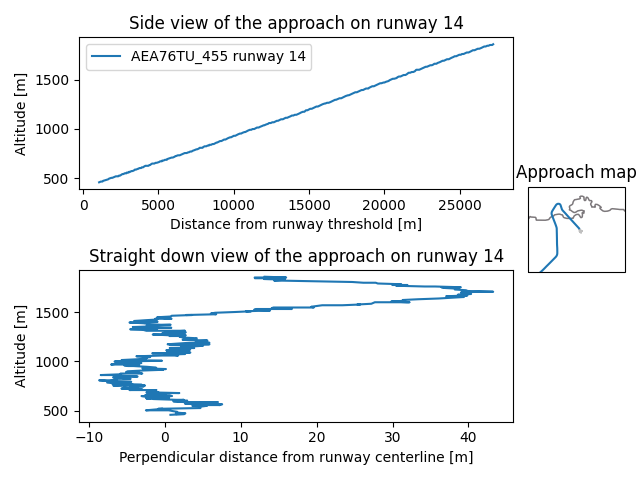 Side view of the approach on runway 14
AEA76TU_455 runway 14
Altitude [m]
1500
1000
500
0
5000
10000
15000
20000
25000
Distance from runway threshold [m]
Approach map
Straight down view of the approach on runway 14
Altitude [m]
1500
1000
500
−10
0
10
20
30
40
Perpendicular distance from runway centerline [m]